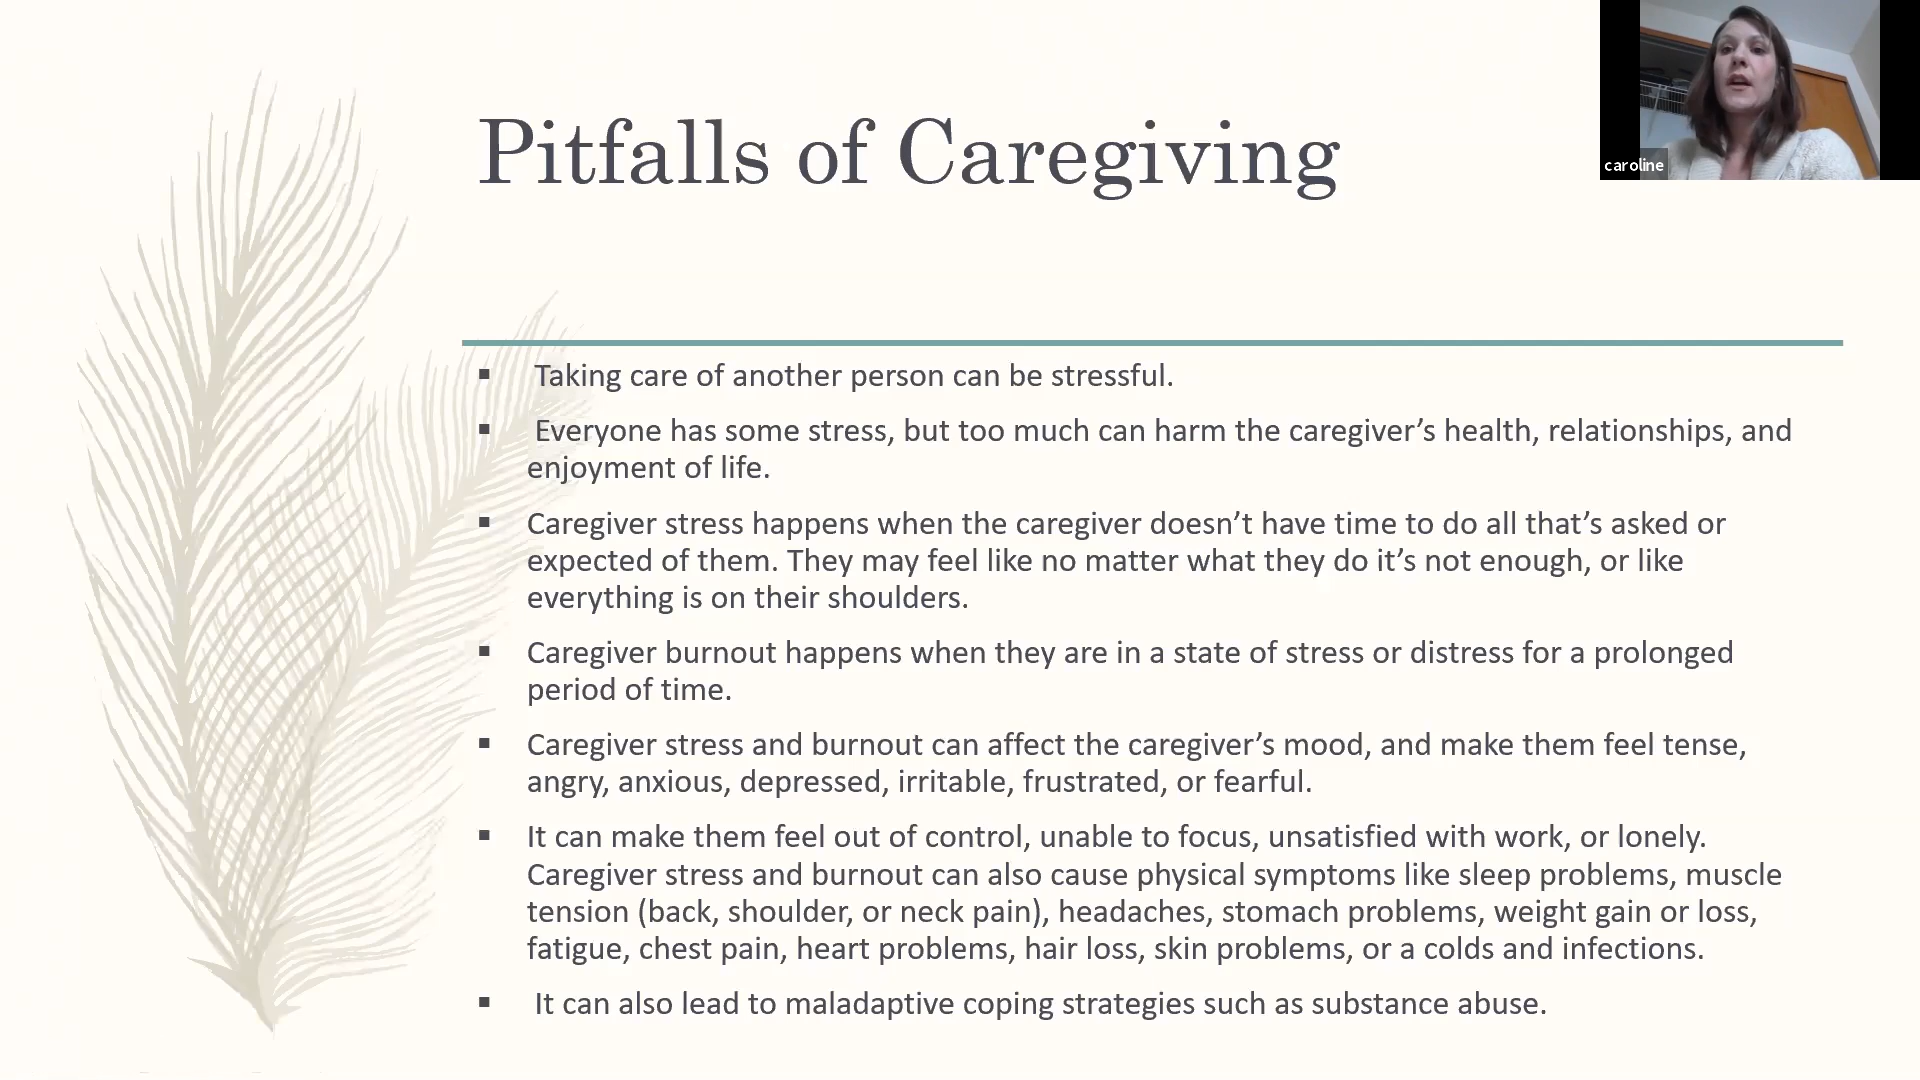 Pitfalls of Caregiving
caroline
▪ Taking care of another person can be stressful.
▪ Everyone has some stress, but too much can harm the caregiver’s health, relationships, and
enjoyment of life.
▪ Caregiver stress happens when the caregiver doesn’t have time to do all that’s asked or
expected of them. They may feel like no matter what they do it’s not enough, or like
everything is on their shoulders.
▪ Caregiver burnout happens when they are in a state of stress or distress for a prolonged
period of time.
▪ Caregiver stress and burnout can affect the caregiver’s mood, and make them feel tense,
angry, anxious, depressed, irritable, frustrated, or fearful.
▪ It can make them feel out of control, unable to focus, unsatisfied with work, or lonely.
Caregiver stress and burnout can also cause physical symptoms like sleep problems, muscle
tension (back, shoulder, or neck pain), headaches, stomach problems, weight gain or loss,
fatigue, chest pain, heart problems, hair loss, skin problems, or a colds and infections.
▪ It can also lead to maladaptive coping strategies such as substance abuse.